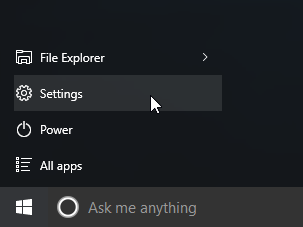 File Explorer
Settings
Power
All apps
Ask me anything